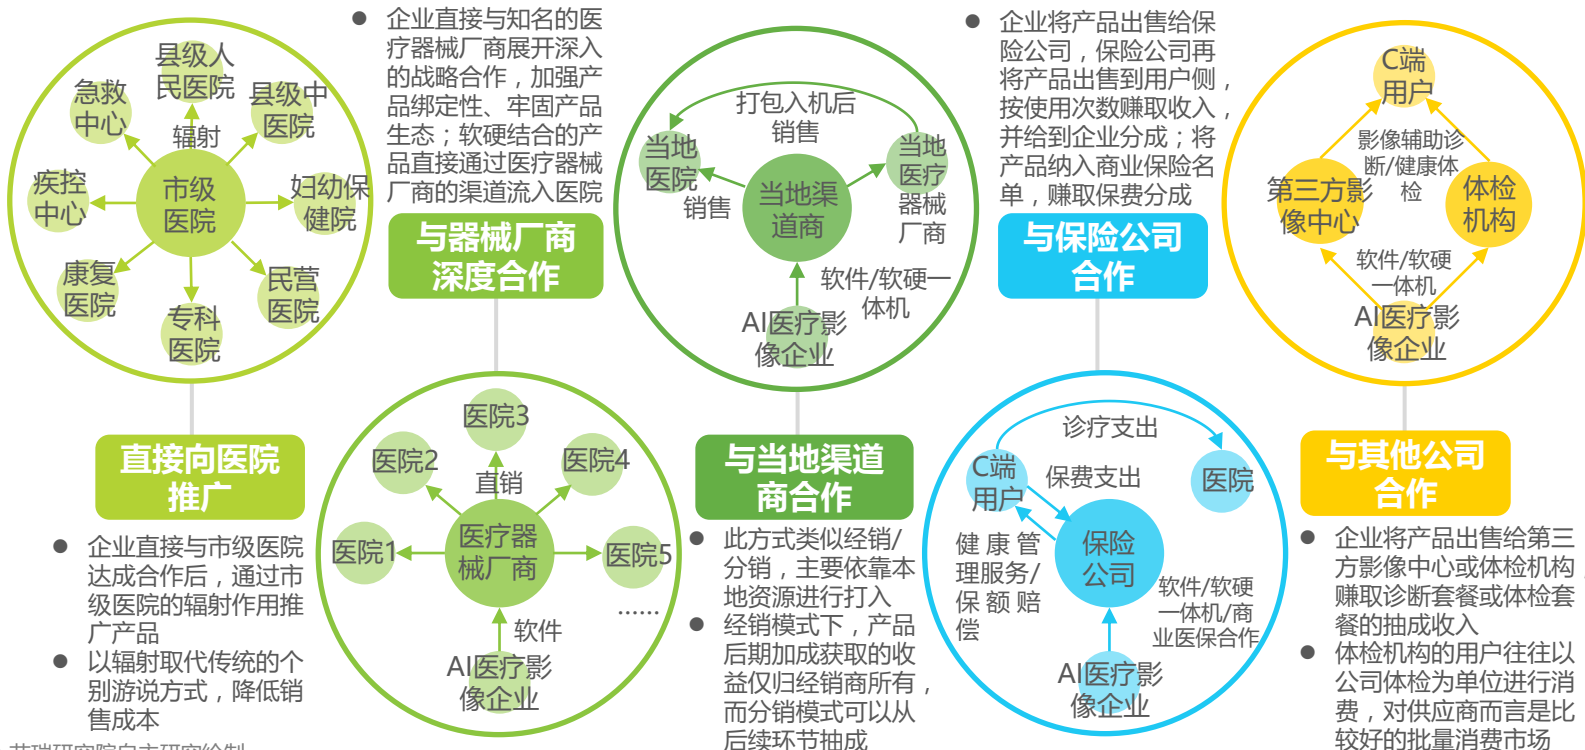 县级人
民医院
急救
中心
县级中
医院
辐射
疾控
中心
市级
医院
妇幼保
健院
康复
医院
民营
医院
专科
医院
直接向医院
推广
● 企业直接与市级医院
达成合作后，通过市
级医院的辐射作用推
广产品
● 以辐射取代传统的个
别游说方式，降低销
售成本
● 企业直接与知名的医
疗器械厂商展开深入
的战略合作，加强产
品绑定性、牢固产品
生态；软硬结合的产
品直接通过医疗器械
厂商的渠道流入医院
与器械厂商
深度合作
医院3
医院2
医院4
直销
医院1
医疗器
械厂商
医院5
……
软件
AI医疗影
像企业
打包入机后
销售
当地
医院
当地
医疗
器械
厂商
销售
当地渠
道商
软件/软硬一
体机
AI医疗影
像企业
与当地渠道
商合作
● 此方式类似经销/
分销，主要依靠本
地资源进行打入
● 经销模式下，产品
后期加成获取的收
益仅归经销商所有，
而分销模式可以从
后续环节抽成
● 企业将产品出售给保
险公司，保险公司再
将产品出售到用户侧，
按使用次数赚取收入，
并给到企业分成；将
产品纳入商业保险名
单，赚取保费分成
与保险公司
合作
诊疗支出
C端
用户
保费支出
医院
健康管
理服务/
保额赔
偿
保险
公司
软件/软硬
一体机/商
业医保合作
AI医疗影
像企业
C端
用户
影像辅助诊
断/健康体
检
第三方影
像中心
体检
机构
软件/软硬
一体机
AI医疗影
像企业
与其他公司
合作
● 企业将产品出售给第三
方影像中心或体检机构，
赚取诊断套餐或体检套
餐的抽成收入
● 体检机构的用户往往以
公司体检为单位进行消
费，对供应商而言是比
较好的批量消费市场